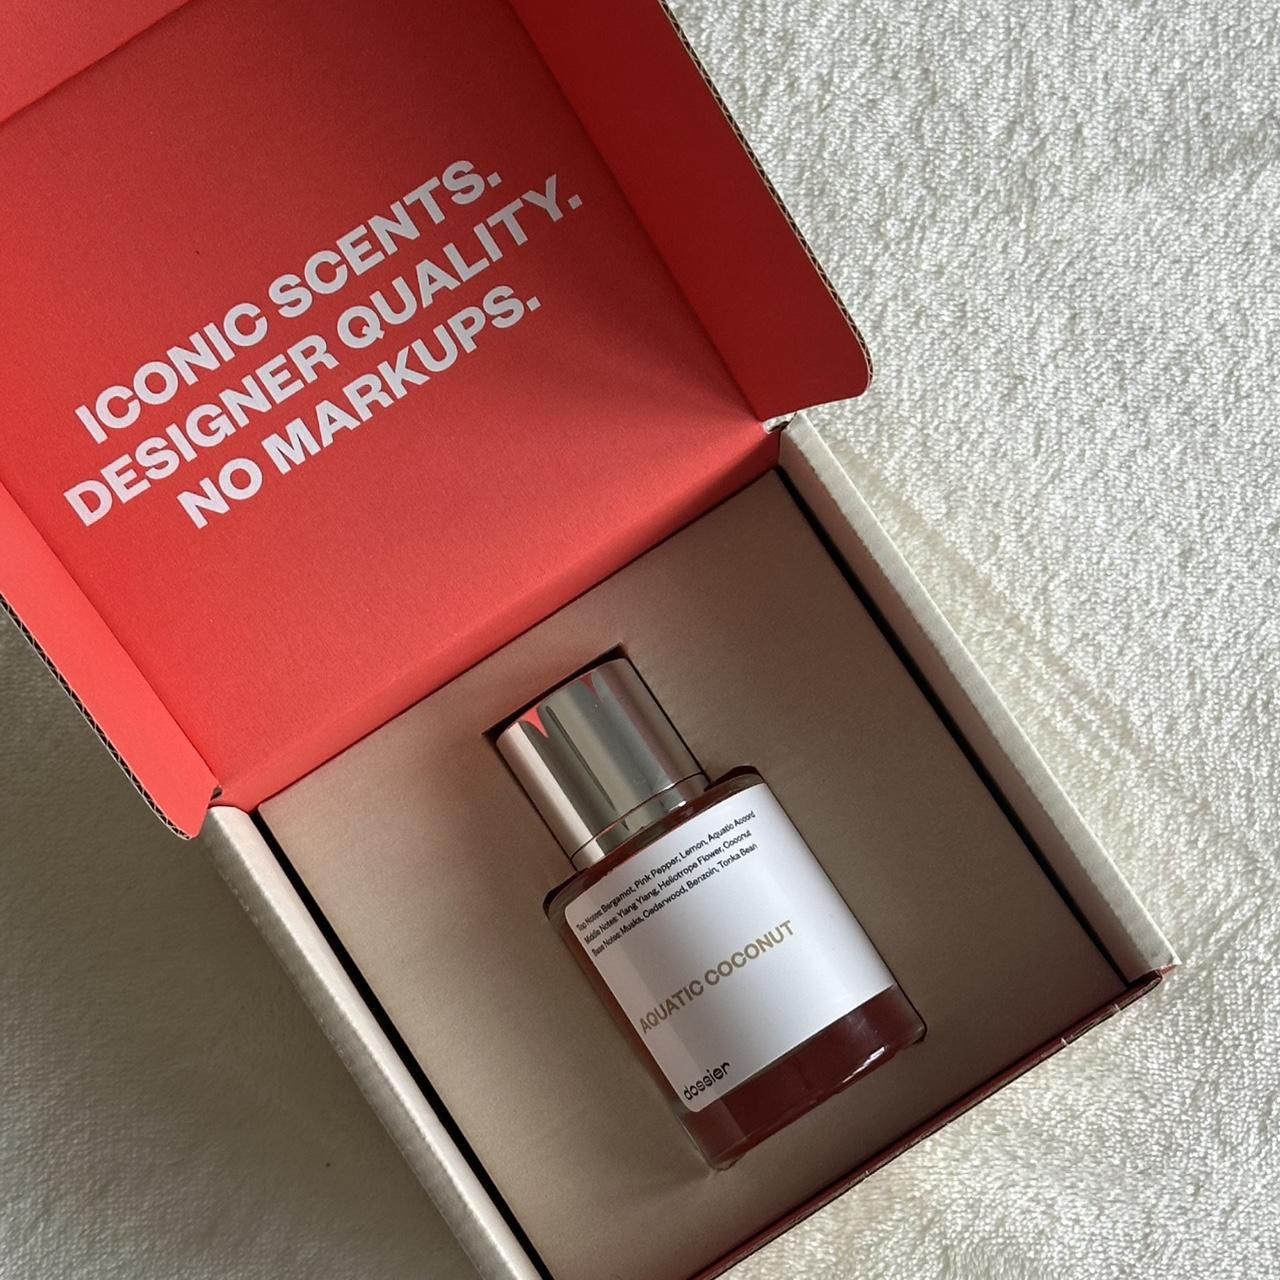 ICONIC SCENTS.
DESIGNER QUALITY.
NO MARKUPS.
Top Notes: Bergamot, Pink Pepper, Lemon, Aquatic Accord
Middle Notes: Ylang Ylang, Heliotrope Flower, Coconut
Base Notes: Musks, Cedarwood, Benzoin, Tonka Bean
AQUATIC COCONUT
dossier